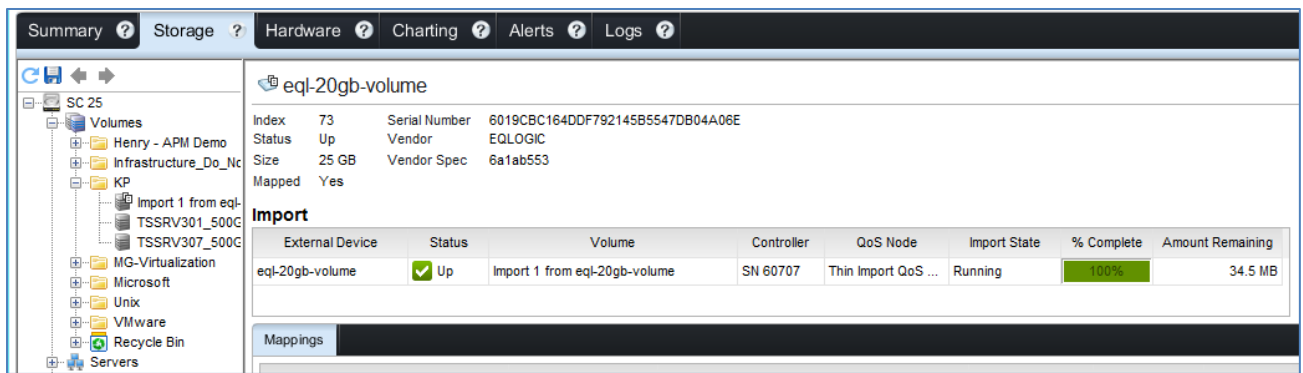 Summary ? Storage ? Hardware ? Charting ? Alerts ? Logs ?
SC 25
Volumes
Henry - APM Demo
Infrastructure_Do_Nc
KP
Import 1 from eql-
TSSRV301_500G
TSSRV307_500G
MG-Virtualization
Microsoft
Unix
VMware
Recycle Bin
Servers
eql-20gb-volume
Index 73 Serial Number 6019CBC164DDF792145B5547DB04A06E
Status Up Vendor EQLOGIC
Size 25 GB Vendor Spec 6a1ab553
Mapped Yes
Import
External Device Status Volume Controller QoS Node Import State % Complete Amount Remaining
eql-20gb-volume Up Import 1 from eql-20gb-volume SN 60707 Thin Import QoS ... Running 100% 34.5 MB
Mappings